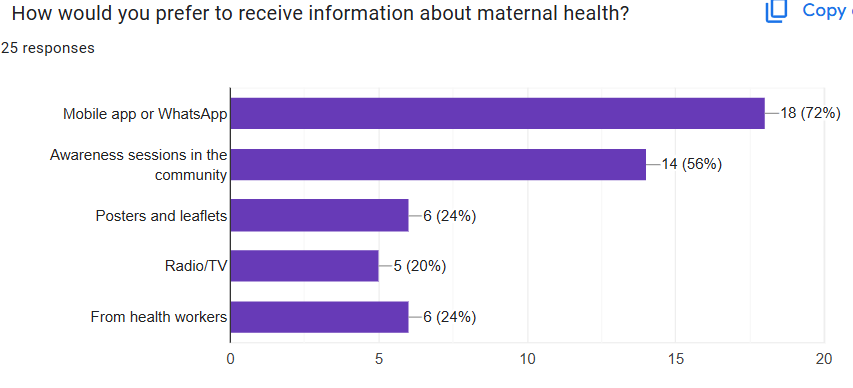 How would you prefer to receive information about maternal health?
Copy
25 responses
Mobile app or WhatsApp
18 (72%)
Awareness sessions in the
community
14 (56%)
Posters and leaflets
6 (24%)
Radio/TV
5 (20%)
From health workers
6 (24%)
0 5 10 15 20